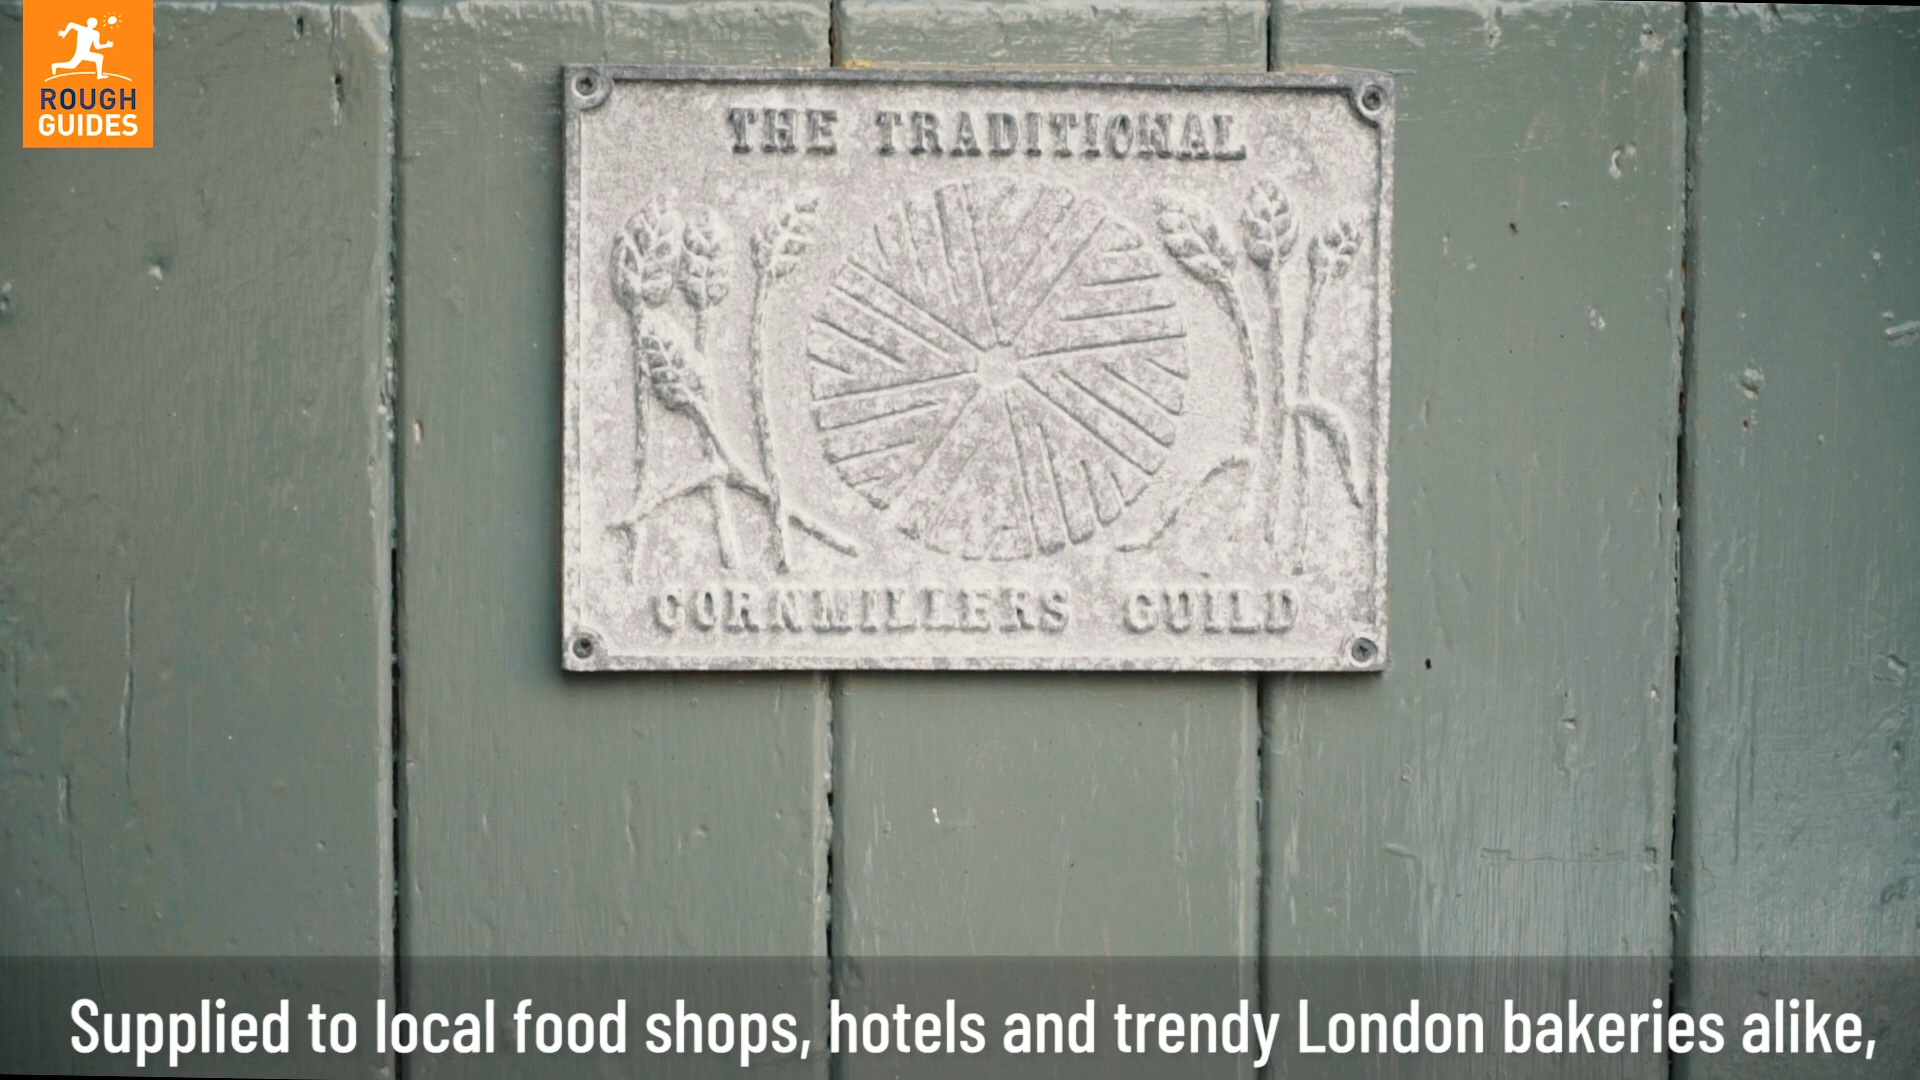 ROUGH
GUIDES
THE TRADITIONAL
CORNMILLERS GUILD
Supplied to local food shops, hotels and trendy London bakeries alike,